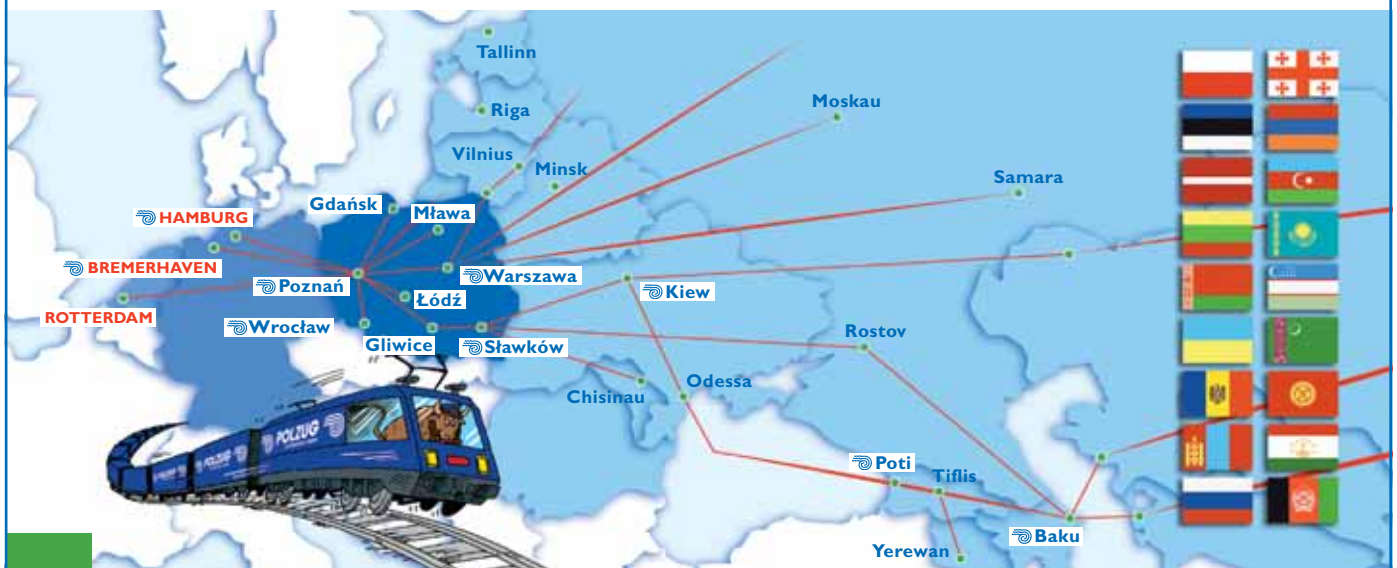 Tallinn
Riga
Moskau
Vilnius
Minsk
Samara
Gdańsk
Mława
HAMBURG
BREMERHAVEN
Warszawa
Poznań
Kiew
Łódź
ROTTERDAM
Wrocław
Rostov
Gliwice
Sławków
Odessa
Chisinau
POLZUG
POLZUG
Poti
Tiflis
Baku
Yerewan